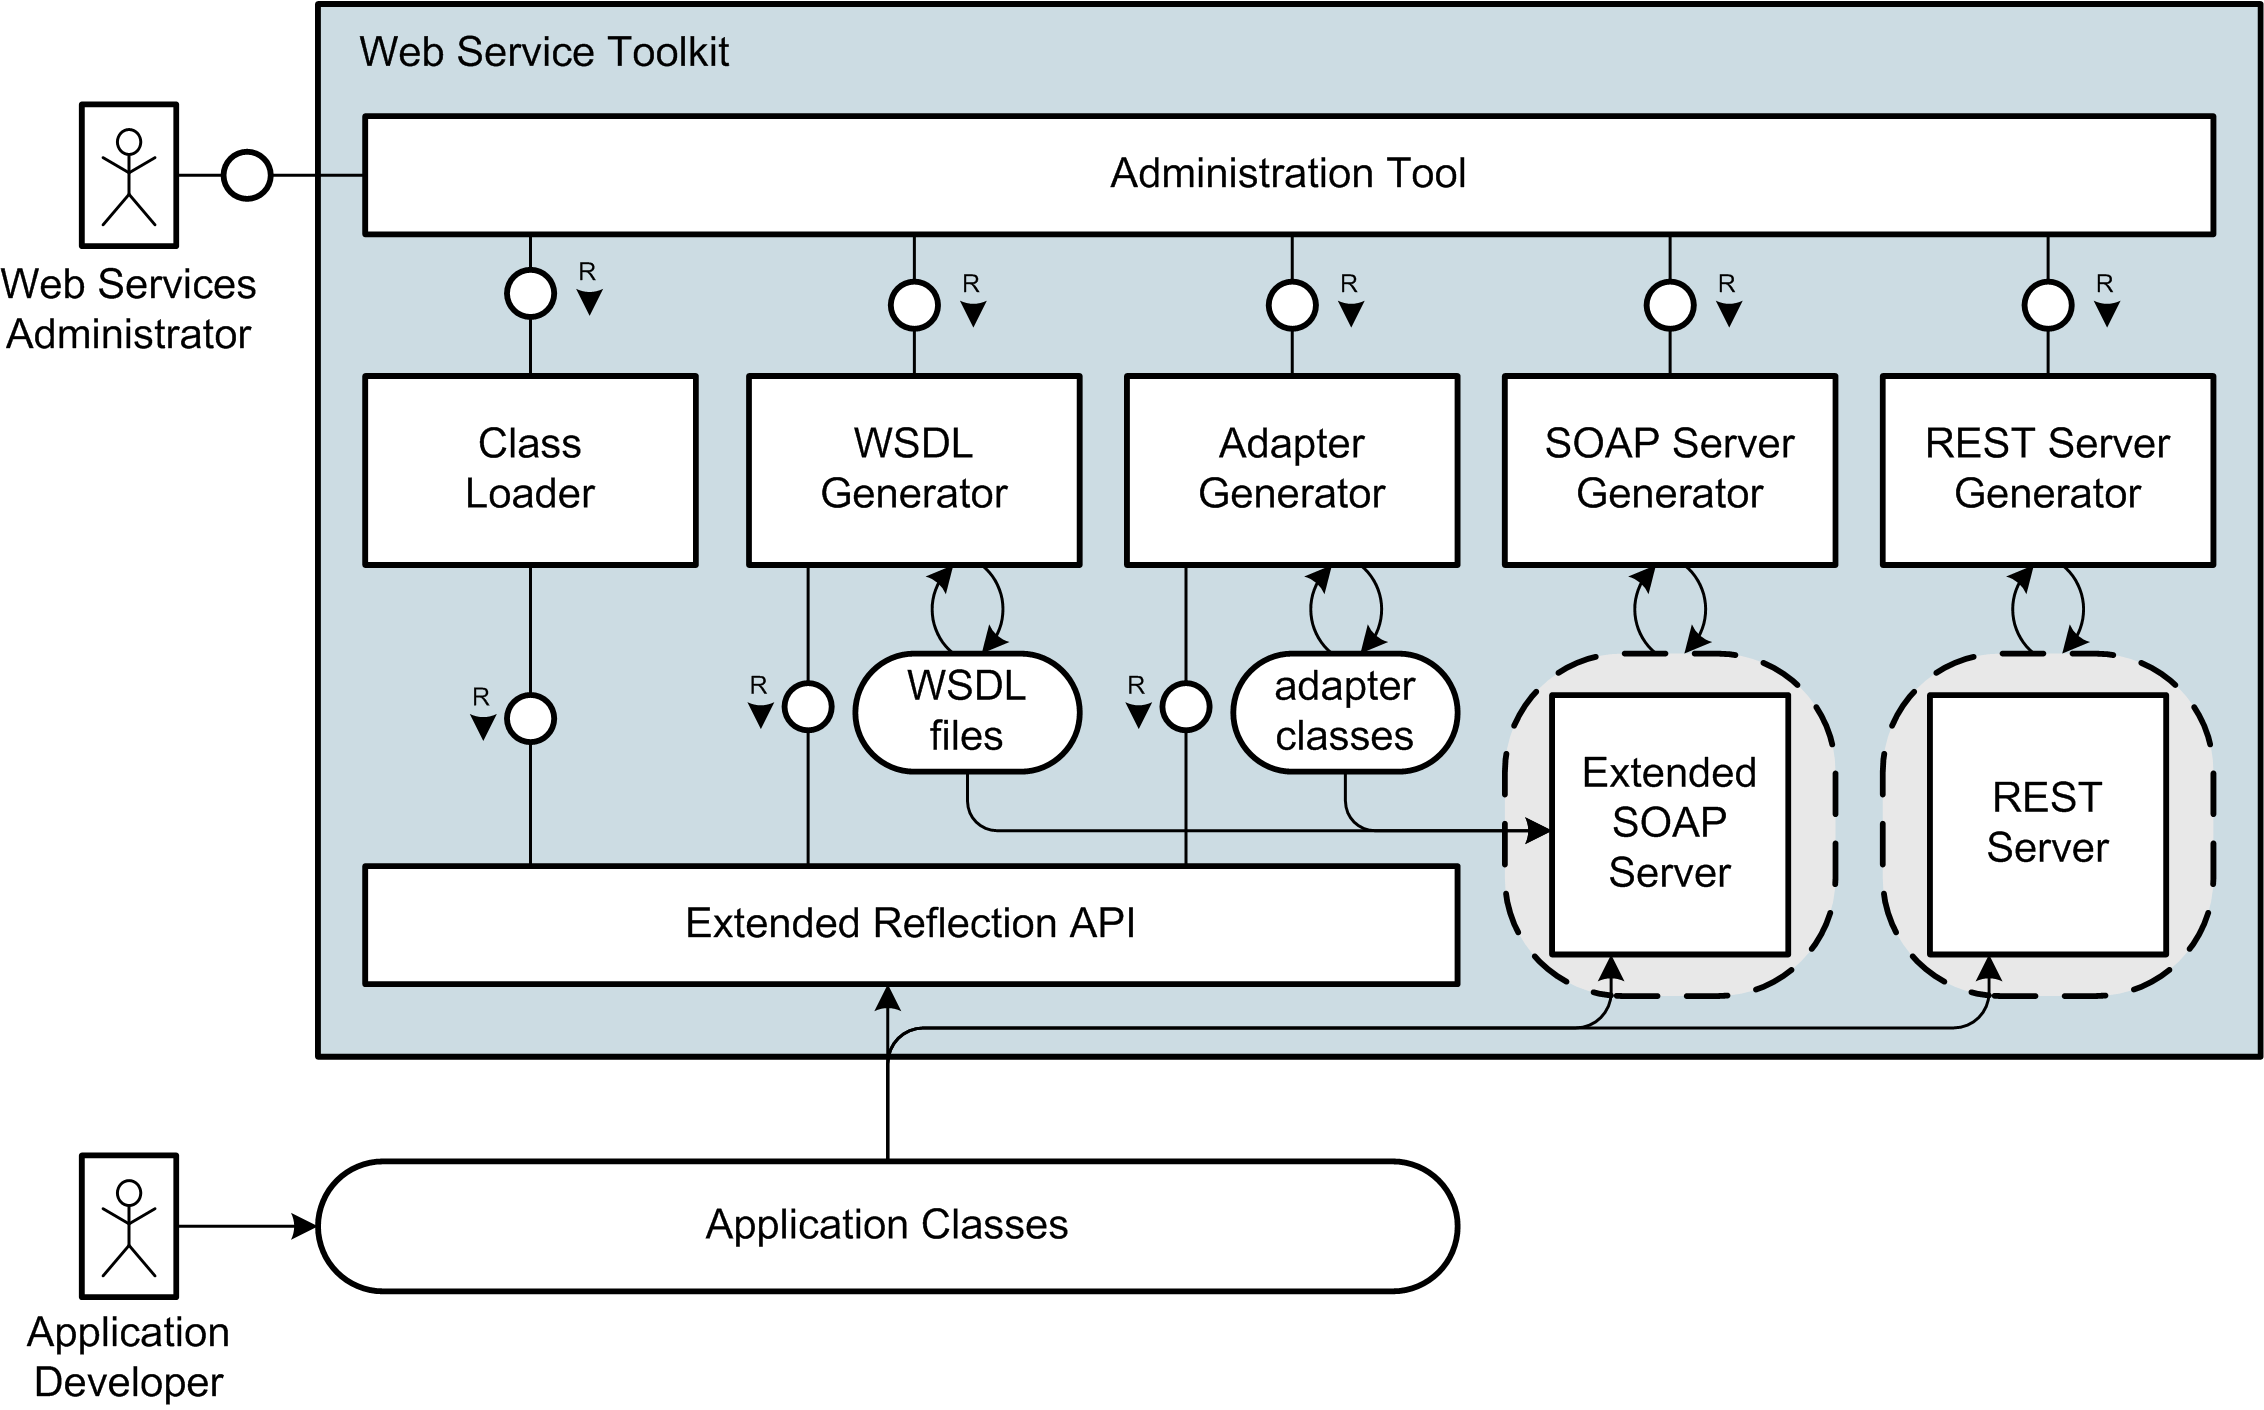 Web Service Toolkit
Administration Tool
Web Services
Administrator
R
R
R
R
R
Class
Loader
WSDL
Generator
Adapter
Generator
SOAP Server
Generator
REST Server
Generator
R
R
R
WSDL
files
adapter
classes
Extended
SOAP
Server
REST
Server
Extended Reflection API
Application Classes
Application
Developer